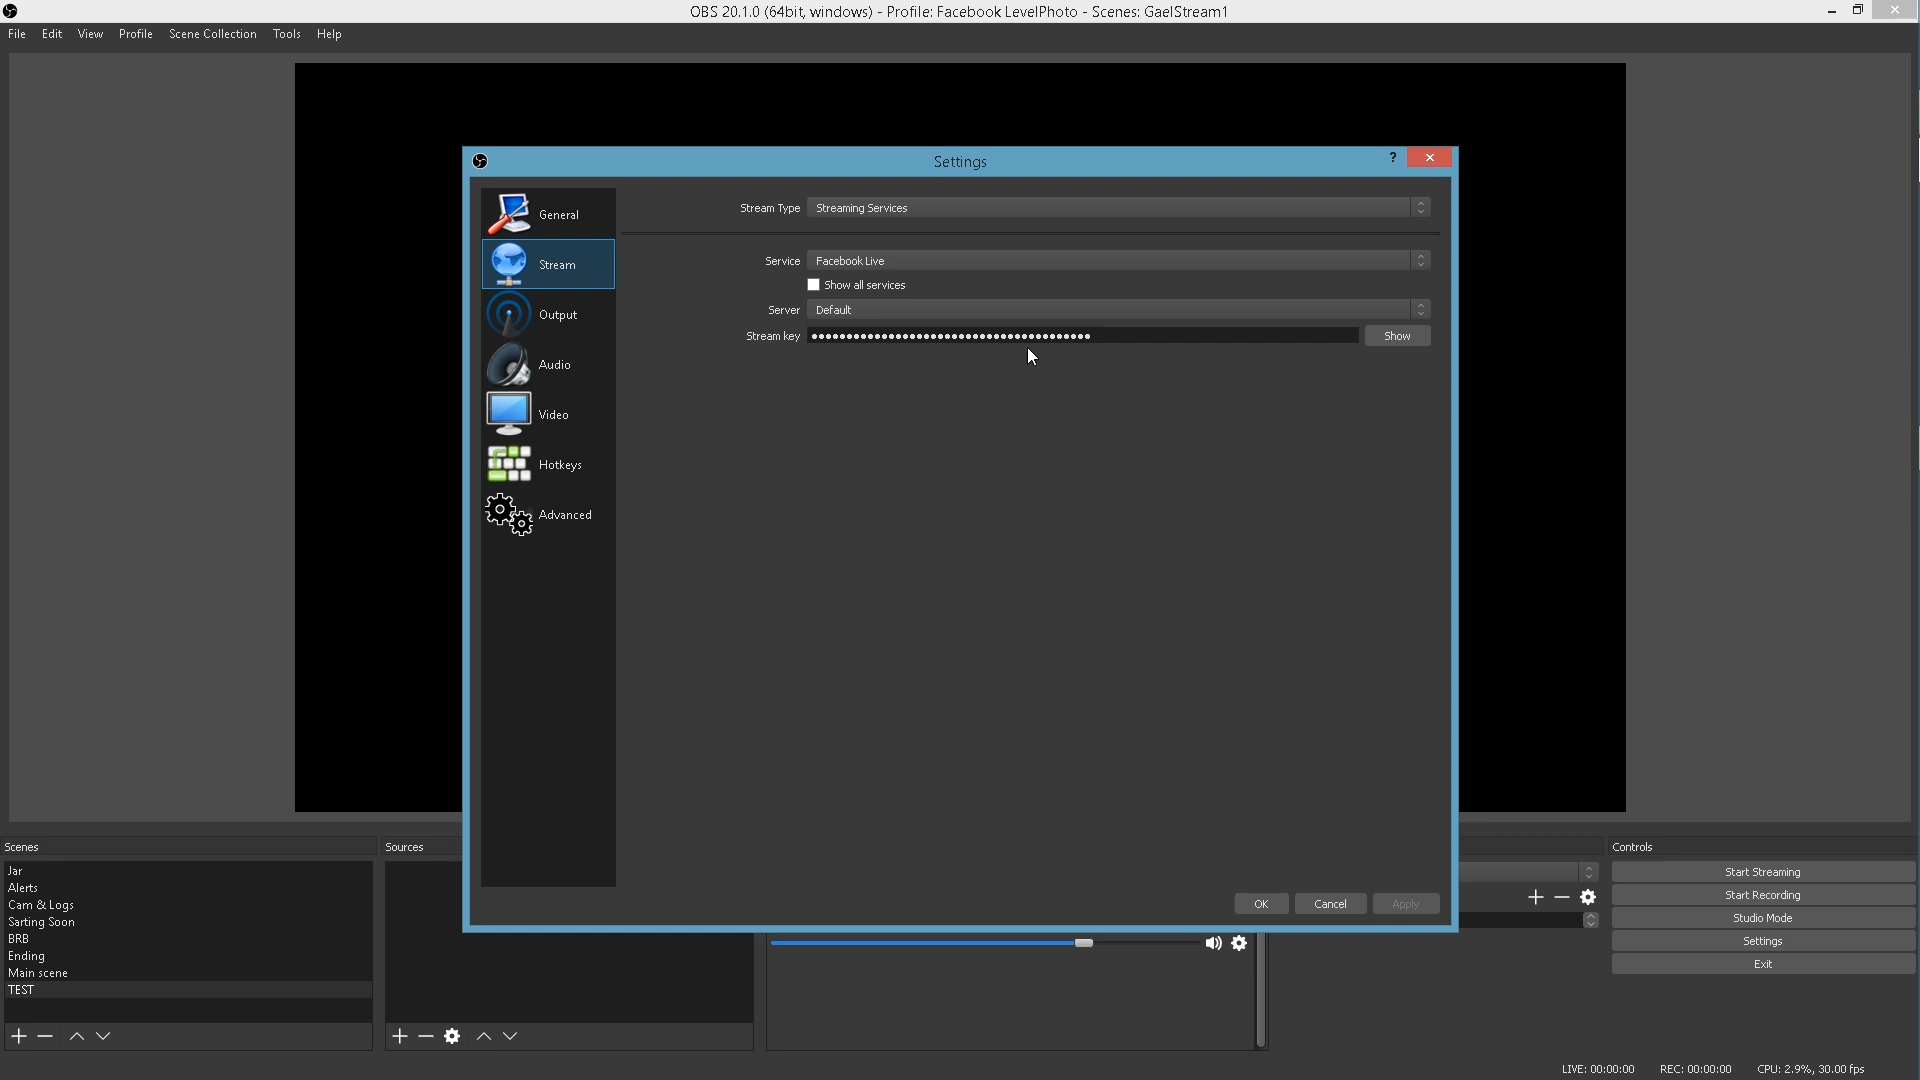 OBS 20.1.0 (64bit, windows) - Profile: Facebook LevelPhoto - Scenes: GaelStream1
File Edit View Profile Scene Collection Tools Help
Settings
?
General
Stream
Output
Audio
Video
Hotkeys
Advanced
Stream Type Streaming Services
Service Facebook Live
Show all services
Server Default
Stream key ●●●●●●●●●●●●●●●●●●●●●●●●●●●●●●●●●●●●●●●● Show
OK Cancel Apply
Scenes
Jar
Alerts
Cam & Logs
Sarting Soon
BRB
Ending
Main scene
TEST
Sources
Controls
Start Streaming
Start Recording
Studio Mode
Settings
Exit
LIVE: 00:00:00 REC: 00:00:00 CPU: 2.9%, 30.00 fps